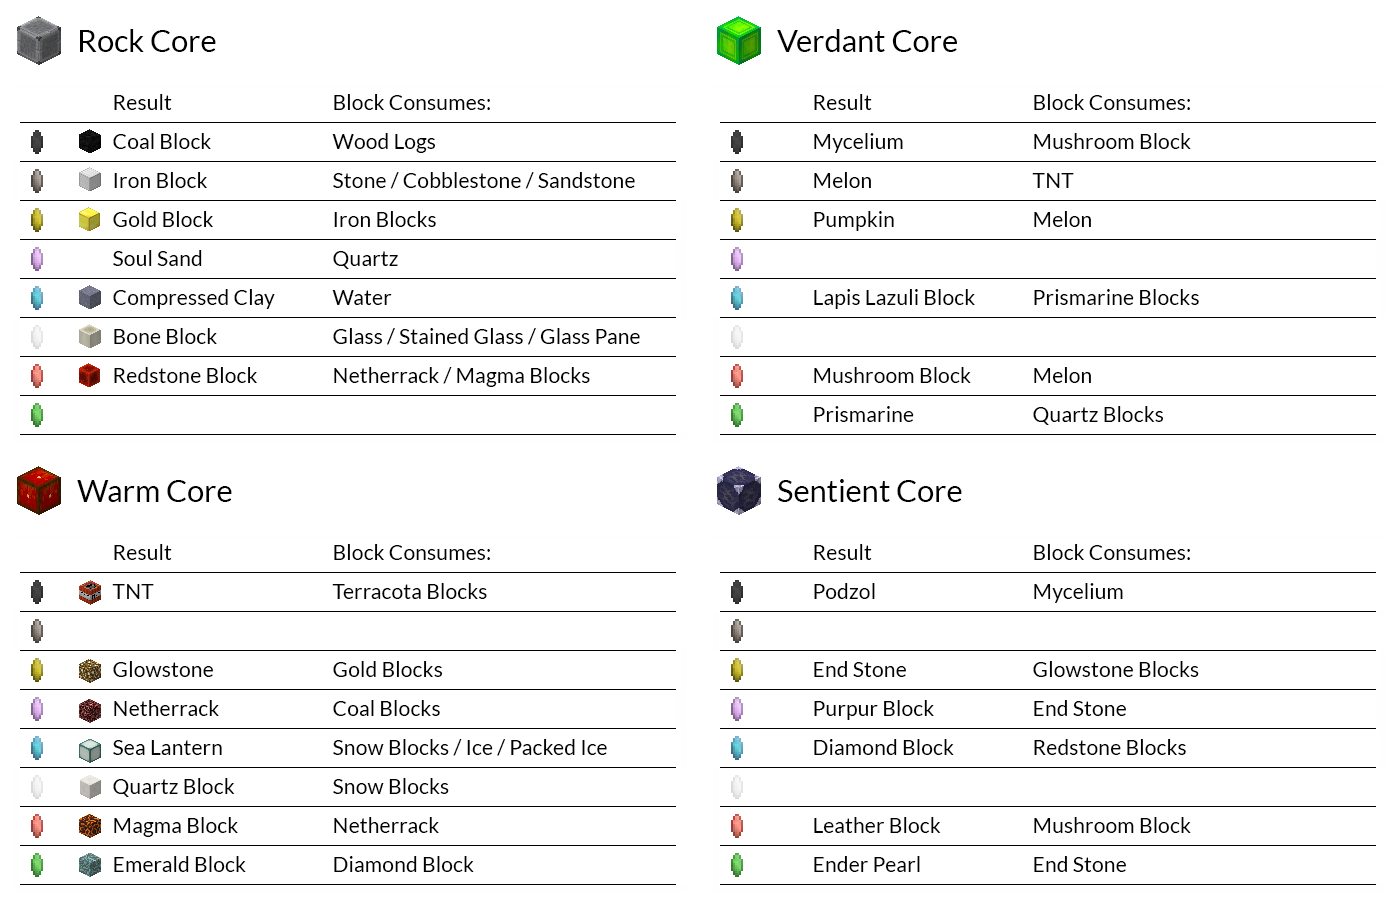 Rock Core
Result Block Consumes:
Coal Block Wood Logs
Iron Block Stone / Cobblestone / Sandstone
Gold Block Iron Blocks
Soul Sand Quartz
Compressed Clay Water
Bone Block Glass / Stained Glass / Glass Pane
Redstone Block Netherrack / Magma Blocks
Verdant Core
Result Block Consumes:
Mycelium Mushroom Block
Melon TNT
Pumpkin Melon
Lapis Lazuli Block Prismarine Blocks
Mushroom Block Melon
Prismarine Quartz Blocks
Warm Core
Result Block Consumes:
TNT Terracota Blocks
Glowstone Gold Blocks
Netherrack Coal Blocks
Sea Lantern Snow Blocks / Ice / Packed Ice
Quartz Block Snow Blocks
Magma Block Netherrack
Emerald Block Diamond Block
Sentient Core
Result Block Consumes:
Podzol Mycelium
End Stone Glowstone Blocks
Purpur Block End Stone
Diamond Block Redstone Blocks
Leather Block Mushroom Block
Ender Pearl End Stone